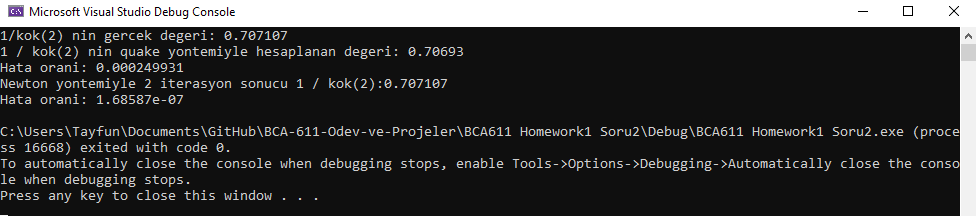 Microsoft Visual Studio Debug Console
1/kok(2) nin gercek degeri: 0.707107
1 / kok(2) nin quake yontemiyle hesaplanan degeri: 0.70693
Hata orani: 0.000249931
Newton yontemiyle 2 iterasyon sonucu 1 / kok(2):0.707107
Hata orani: 1.68587e-07
C:\Users\Tayfun\Documents\GitHub\BCA-611-Odev-ve-Projeler\BCA611 Homework1 Soru2\Debug\BCA611 Homework1 Soru2.exe (proce
ss 16668) exited with code 0.
To automatically close the console when debugging stops, enable Tools->Options->Debugging->Automatically close the conso
le when debugging stops.
Press any key to close this window . . .